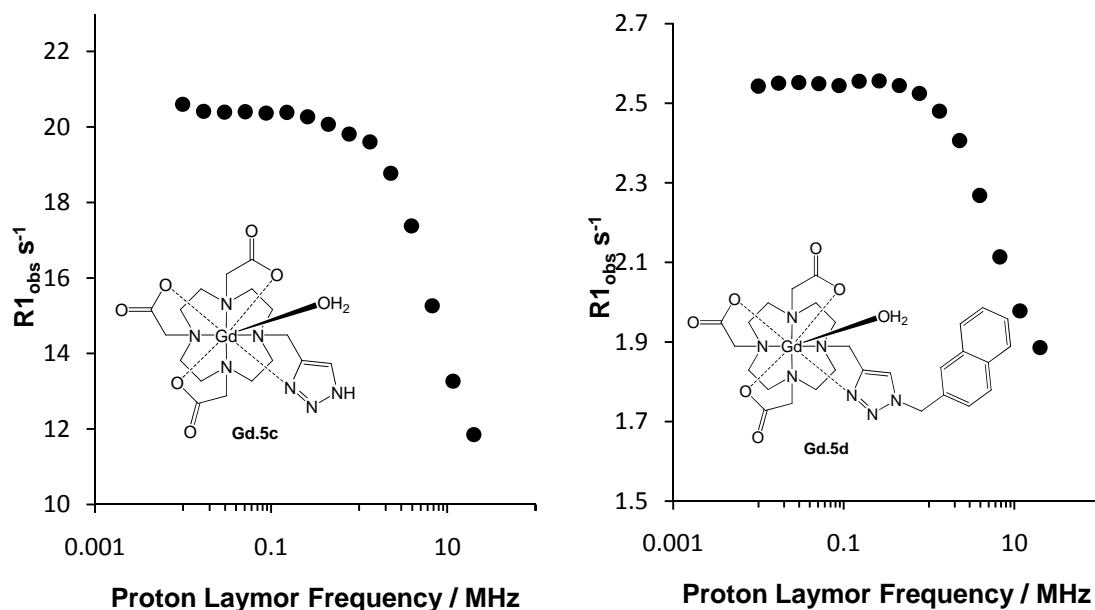 22
20
18
16
14
12
10
0.001
0.1
10
R1obs s-1
Proton Laymor Frequency / MHz
O
O
O
O
OH2
N
N
Gd
N
N
O
O
N
N
NH
Gd.5c
2.7
2.5
2.3
2.1
1.9
1.7
1.5
0.001
0.1
10
R1obs s-1
Proton Laymor Frequency / MHz
O
O
O
O
OH2
N
N
Gd
N
N
O
O
N
N
N
Gd.5d